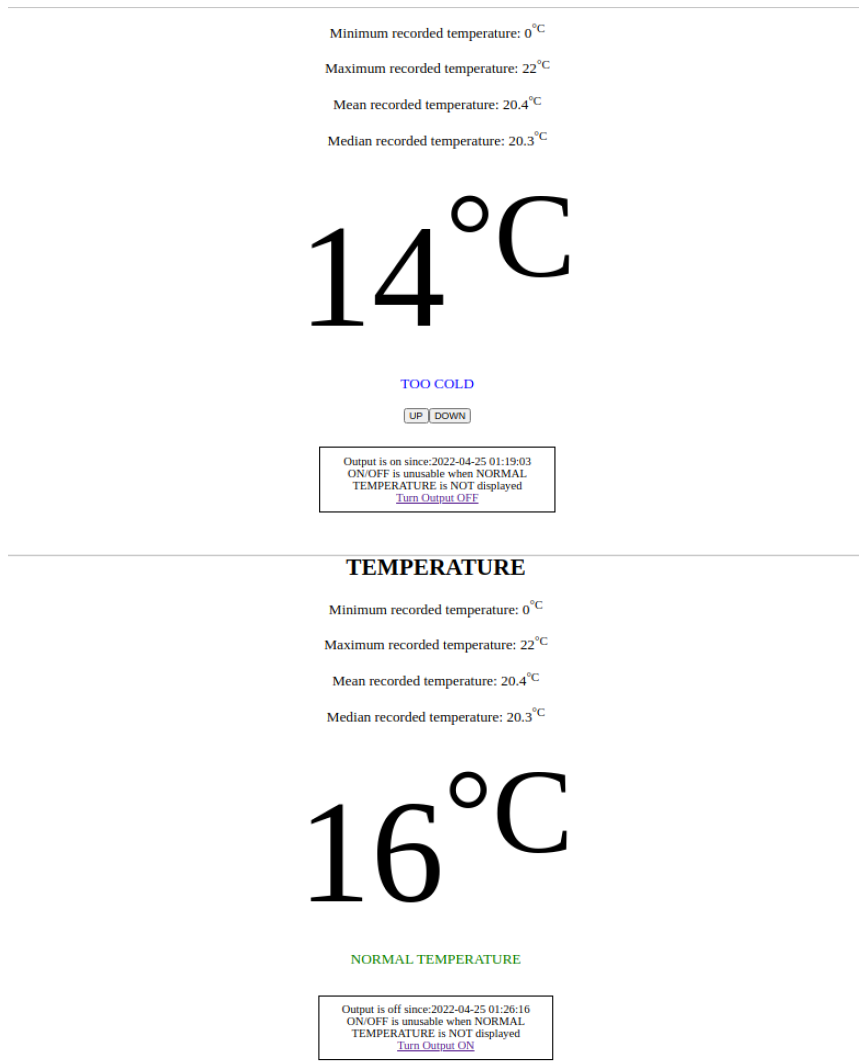 Minimum recorded temperature: 0°C
Maximum recorded temperature: 22°C
Mean recorded temperature: 20.4°C
Median recorded temperature: 20.3°C
14°C
TOO COLD
UP DOWN
Output is on since:2022-04-25 01:19:03
ON/OFF is unusable when NORMAL
TEMPERATURE is NOT displayed
Turn Output OFF
TEMPERATURE
Minimum recorded temperature: 0°C
Maximum recorded temperature: 22°C
Mean recorded temperature: 20.4°C
Median recorded temperature: 20.3°C
16°C
NORMAL TEMPERATURE
Output is off since:2022-04-25 01:26:16
ON/OFF is unusable when NORMAL
TEMPERATURE is NOT displayed
Turn Output ON